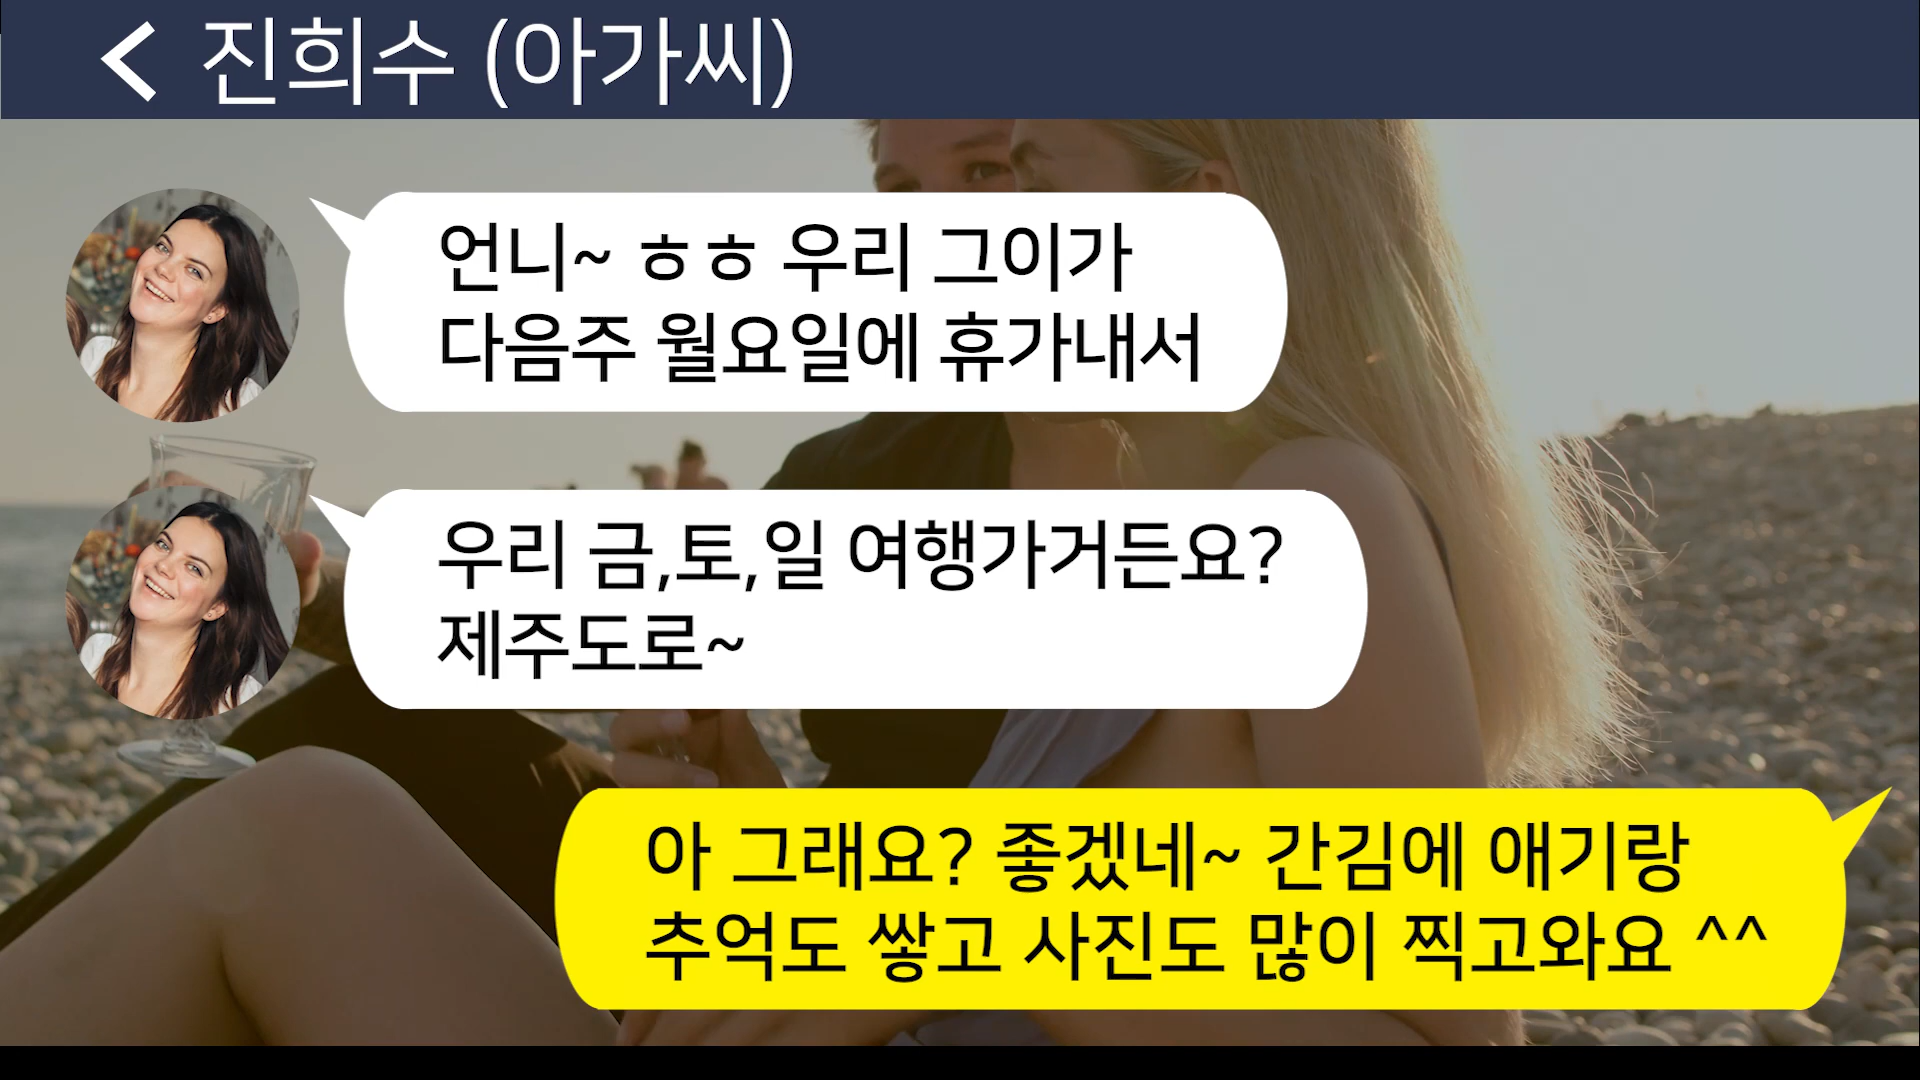 진희수 (아가씨)
언니~ ㅎㅎ 우리 그이가
다음주 월요일에 휴가내서
우리 금,토,일 여행가거든요?
제주도로~
아 그래요? 좋겠네~ 간김에 애기랑
추억도 쌓고 사진도 많이 찍고와요 ^^